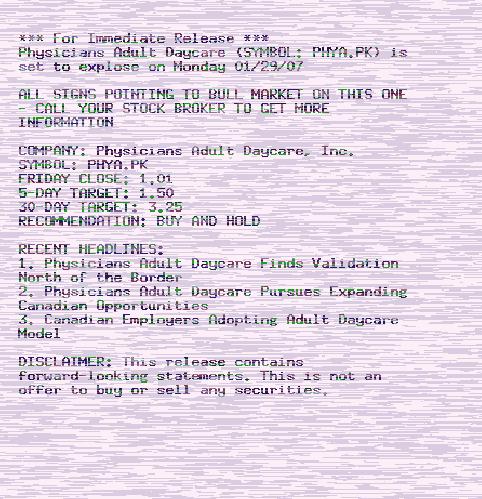 *** For Immediate Release ***
Physicians Adult Daycare (SYMBOL: PHYA.PK) is
set to explose on Monday 01/29/07
ALL SIGNS POINTING TO BULL MARKET ON THIS ONE
- CALL YOUR STOCK BROKER TO GET MORE
INFORMATION
COMPANY: Physicians Adult Daycare, Inc.
SYMBOL: PHYA.PK
FRIDAY CLOSE: 1.01
5-DAY TARGET: 1.50
30-DAY TARGET: 3.25
RECOMMENDATION: BUY AND HOLD
RECENT HEADLINES:
1. Physicians Adult Daycare Finds Validation
North of the Border
2. Physicians Adult Daycare Pursues Expanding
Canadian Opportunities
3. Canadian Employers Adopting Adult Daycare
Model
DISCLAIMER: This release contains
forward-looking statements. This is not an
offer to buy or sell any securities.